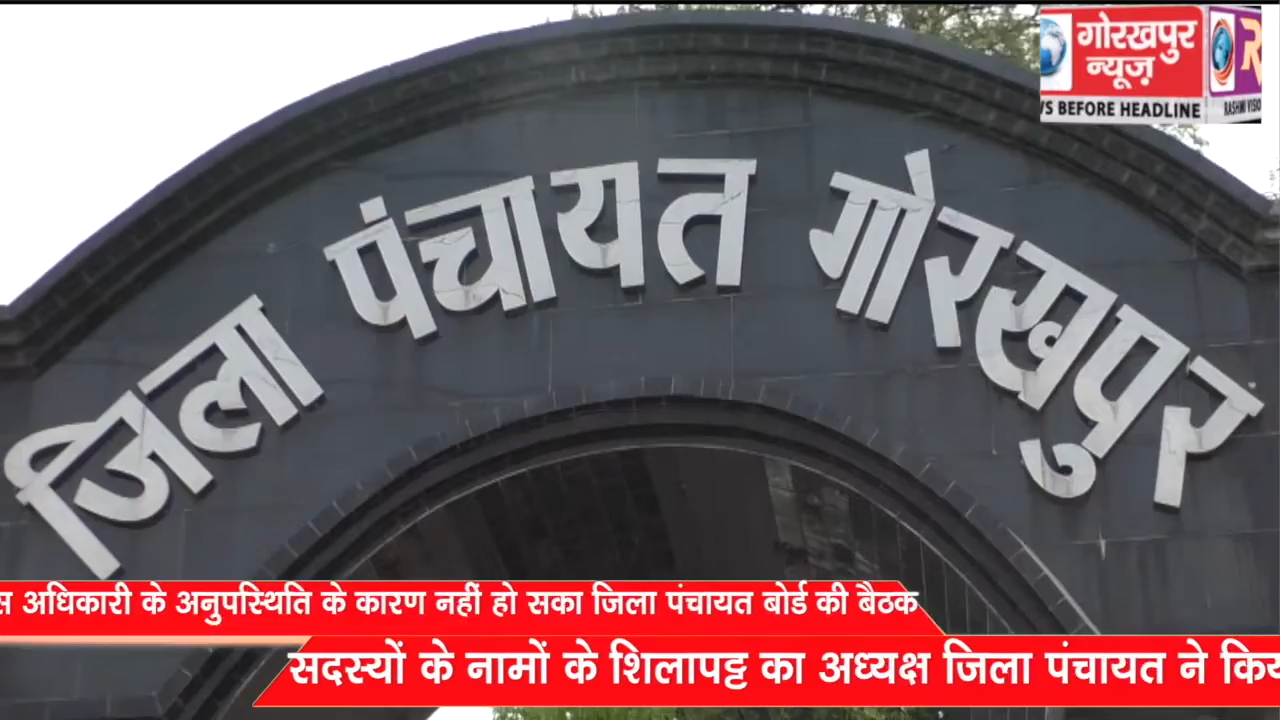 गोरखपुर
न्यूज़
BEFORE HEADLINE
जिला पंचायत गोरखपुर
अधिकारी के अनुपस्थिति के कारण नहीं हो सका जिला पंचायत बोर्ड की बैठक
सदस्यों के नामों के शिलापट्ट का अध्यक्ष जिला पंचायत ने